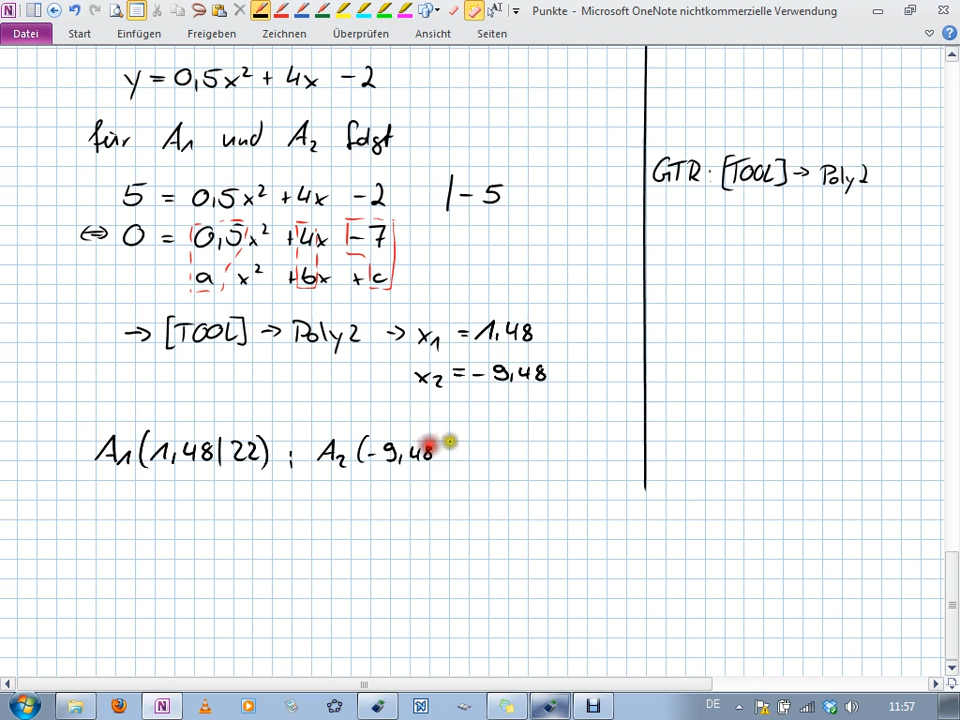 Punkte - Microsoft OneNote nichtkommerzielle Verwendung
Datei Start Einfügen Freigeben Zeichnen Überprüfen Ansicht Seiten
y = 0,5x² + 4x - 2
für A₁ und A₂ folgt
5 = 0,5x² + 4x - 2 | - 5
⇔ 0 = 0,5x² + 4x - 7
a x² + bx + c
→ [TOOL] → Poly2 → x₁ = 1,48
x₂ = - 9,48
A₁(1,48|22) ; A₂(-9,48
GTR: [TOOL] → Poly2
DE 11:57